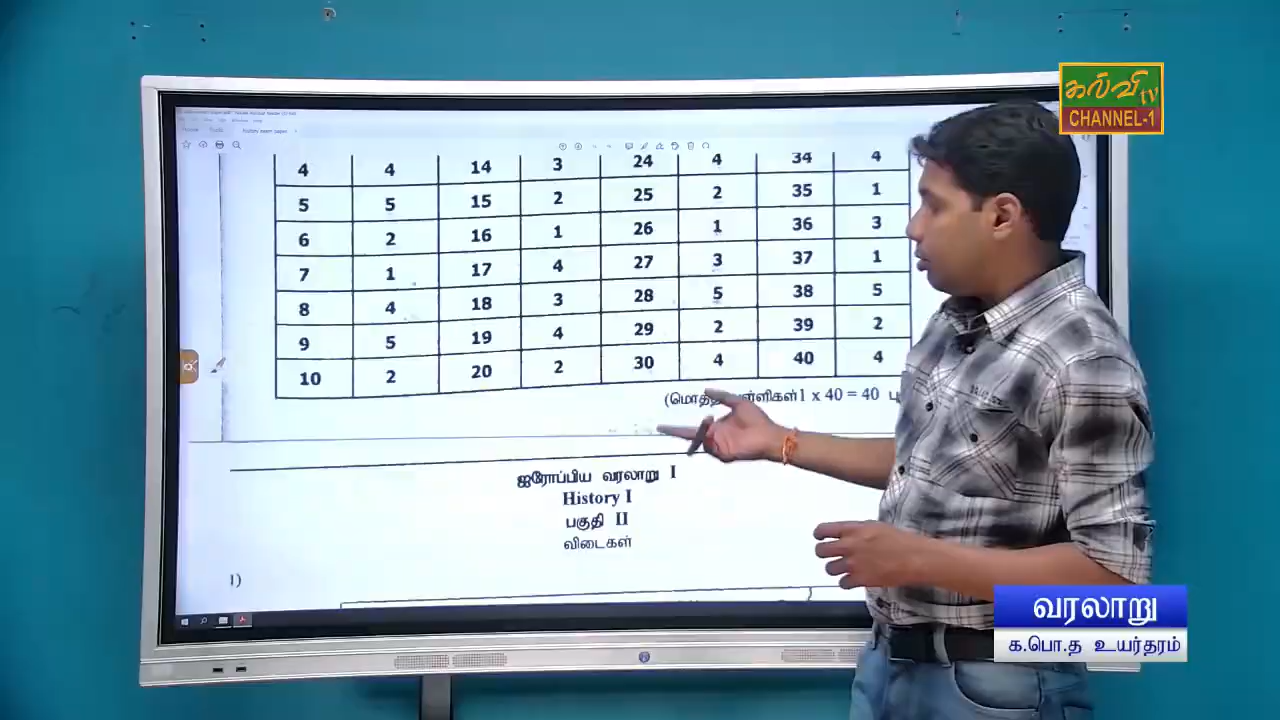 கல்வி TV
CHANNEL-1
4 4 14 3 24 4 34 4
5 5 15 2 25 2 35 1
6 2 16 1 26 1 36 3
7 1 17 4 27 3 37 1
8 4 18 3 28 5 38 5
9 5 19 4 29 2 39 2
10 2 20 2 30 4 40 4
1 x 40 = 40
ஐரோப்பிய வரலாறு I
History I
பகுதி II
விடைகள்
1)
வரலாறு
க.பொ.த உயர்தரம்